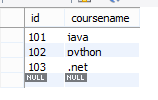 id coursename
101 java
102 python
103 .net
NULL NULL